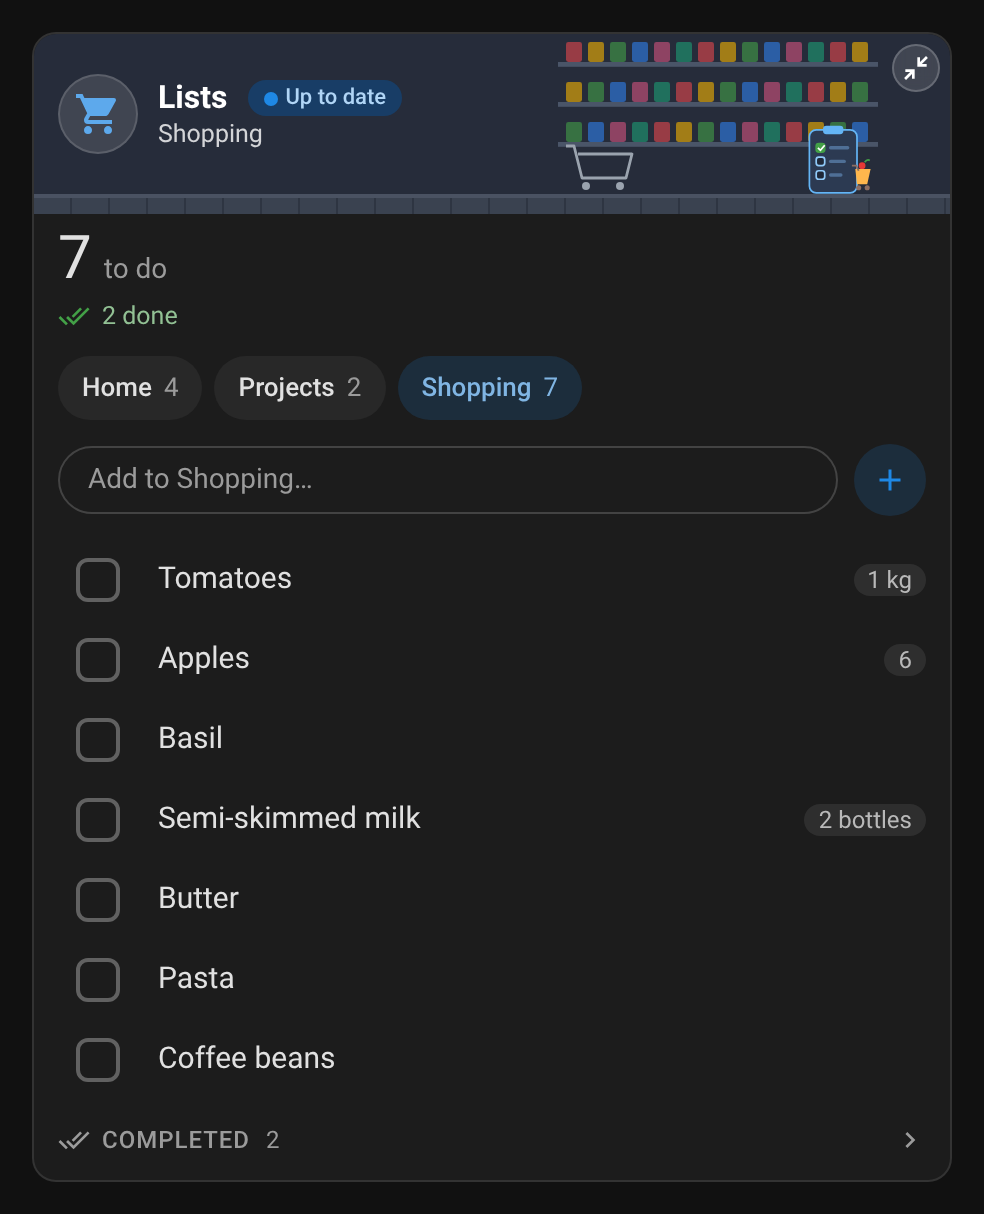 Lists Up to date
Shopping
7 to do
2 done
Home 4 Projects 2 Shopping 7
Add to Shopping...
Tomatoes 1 kg
Apples 6
Basil
Semi-skimmed milk 2 bottles
Butter
Pasta
Coffee beans
COMPLETED 2